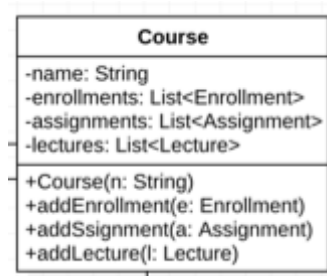 Course
-name: String
-enrollments: List<Enrollment>
-assignments: List<Assignment>
-lectures: List<Lecture>
+Course(n: String)
+addEnrollment(e: Enrollment)
+addSsignment(a: Assignment)
+addLecture(l: Lecture)